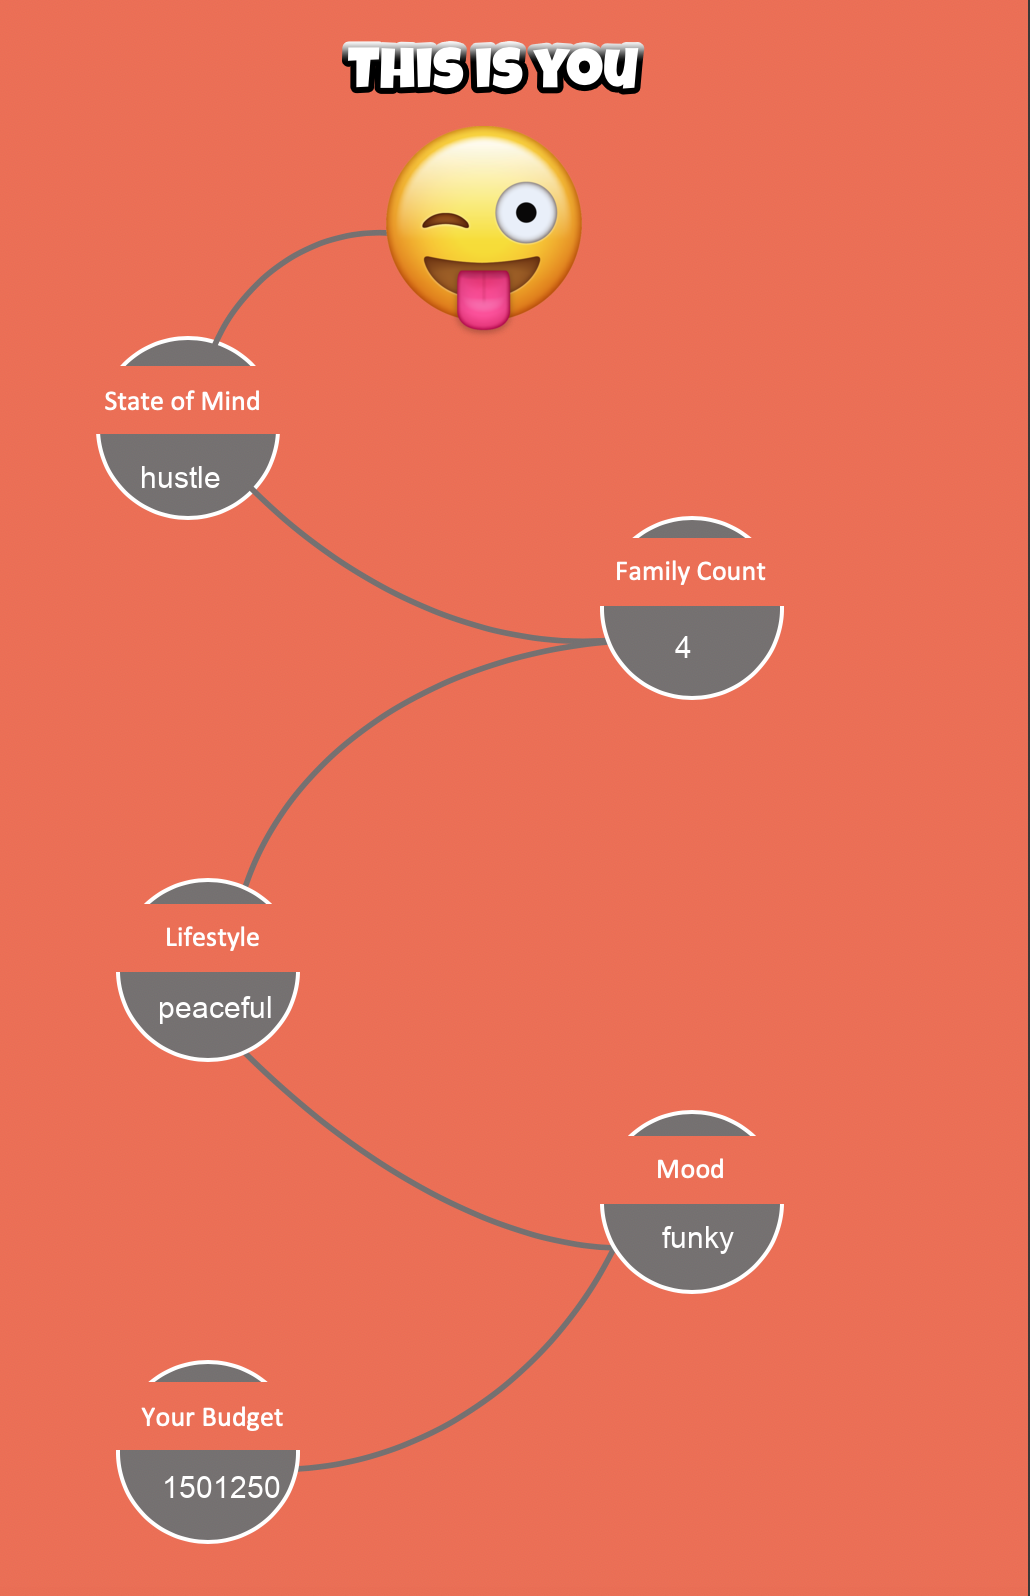 THIS IS YOU
State of Mind
hustle
Family Count
4
Lifestyle
peaceful
Mood
funky
Your Budget
1501250